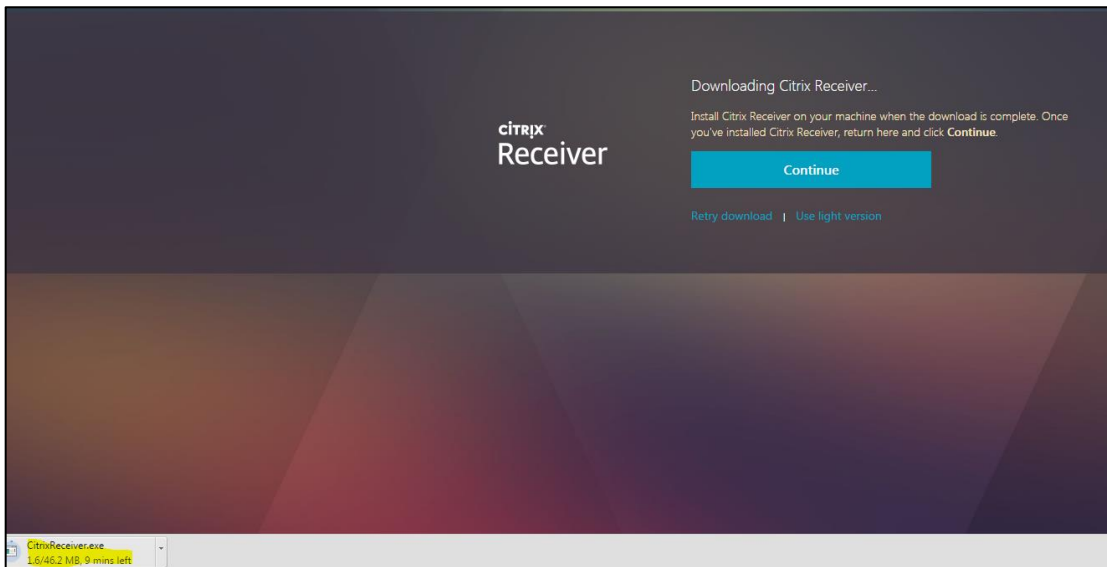 CİTRIX
Receiver
Downloading Citrix Receiver...
Install Citrix Receiver on your machine when the download is complete. Once
you've installed Citrix Receiver, return here and click Continue.
Continue
Retry download | Use light version
CitrixReceiver.exe
1.6/46.2 MB, 9 mins left